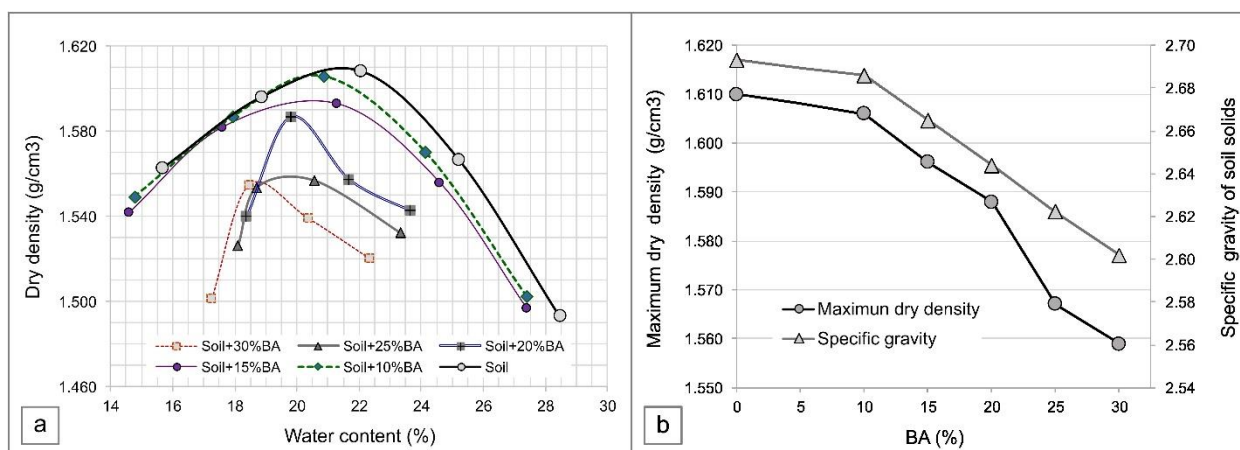 Dry density (g/cm3)
1.620
1.580
1.540
1.500
1.460
Soil+30%BA
Soil+25%BA
Soil+20%BA
Soil+15%BA
Soil+10%BA
Soil
14
16
18
20
22
24
26
28
30
Water content (%)
a
Maximum dry density (g/cm3)
1.620
1.610
1.600
1.590
1.580
1.570
1.560
1.550
Maximun dry density
Specific gravity
0
5
10
15
20
25
30
BA (%)
2.70
2.68
2.66
2.64
2.62
2.60
2.58
2.56
2.54
Specific gravity of soil solids
b